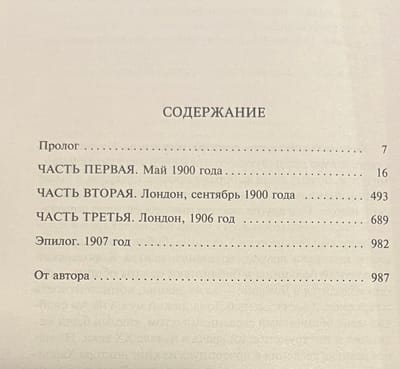 СОДЕРЖАНИЕ
Пролог 7
ЧАСТЬ ПЕРВАЯ. Май 1900 года 16
ЧАСТЬ ВТОРАЯ. Лондон, сентябрь 1900 года 493
ЧАСТЬ ТРЕТЬЯ. Лондон, 1906 год 689
Эпилог. 1907 год 982
От автора 987